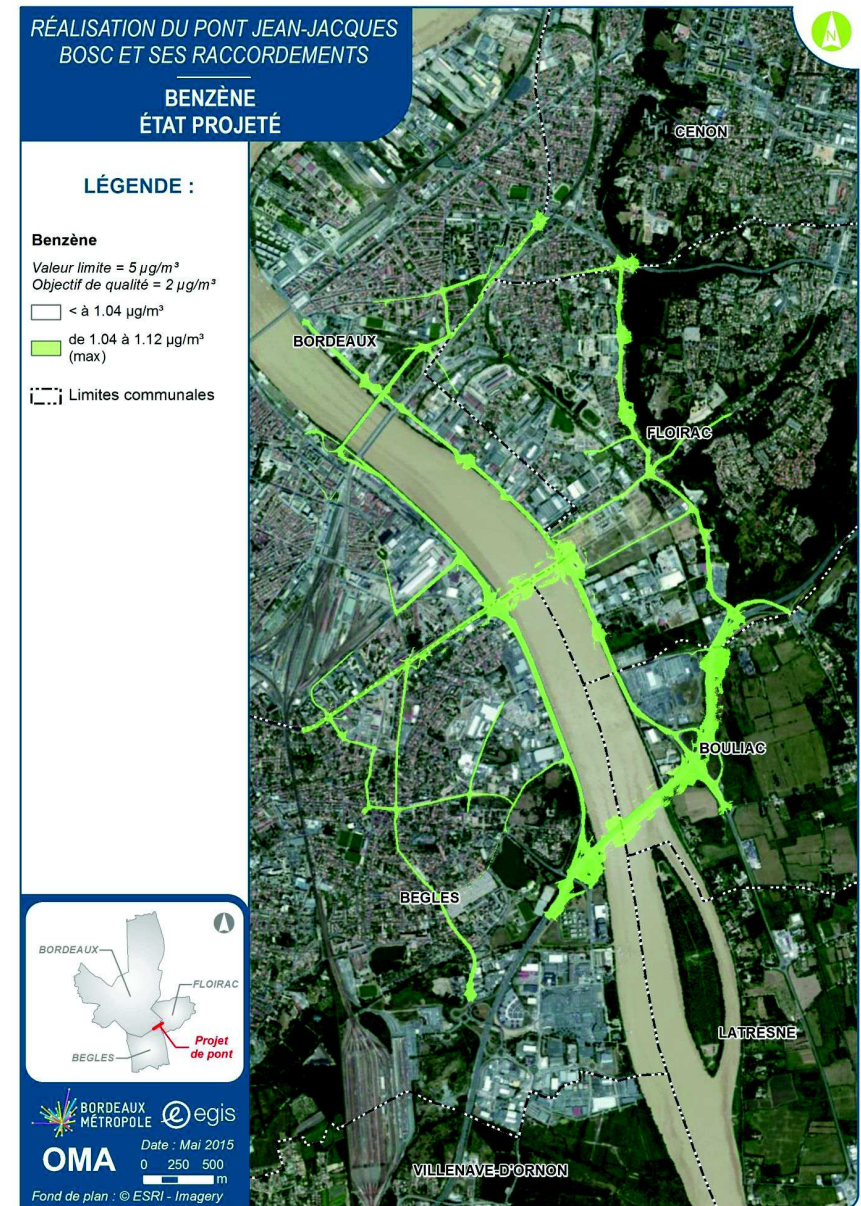 RÉALISATION DU PONT JEAN-JACQUES
BOSC ET SES RACCORDEMENTS
BENZÈNE
ÉTAT PROJETÉ
N
LÉGENDE :
Benzène
Valeur limite = 5 µg/m³
Objectif de qualité = 2 µg/m³
< à 1.04 µg/m³
de 1.04 à 1.12 µg/m³
(max)
Limites communales
CENON
BORDEAUX
FLOIRAC
BOULIAC
BEGLES
LATRESNE
VILLENAVE-D'ORNON
BORDEAUX
FLOIRAC
Projet
de pont
BEGLES
BORDEAUX
MÉTROPOLE
egis
OMA
Date : Mai 2015
0 250 500
m
Fond de plan : © ESRI - Imagery